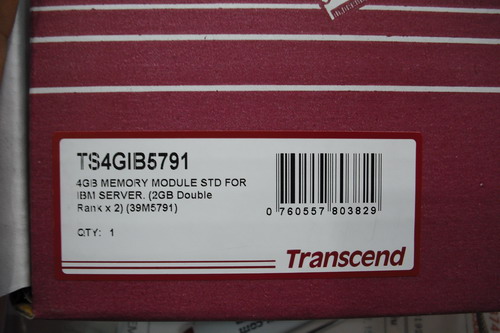 TS4GIB5791
4GB MEMORY MODULE STD FOR
IBM SERVER. (2GB Double
Rank x 2) (39M5791)
QTY: 1
0 760557 803829
Transcend